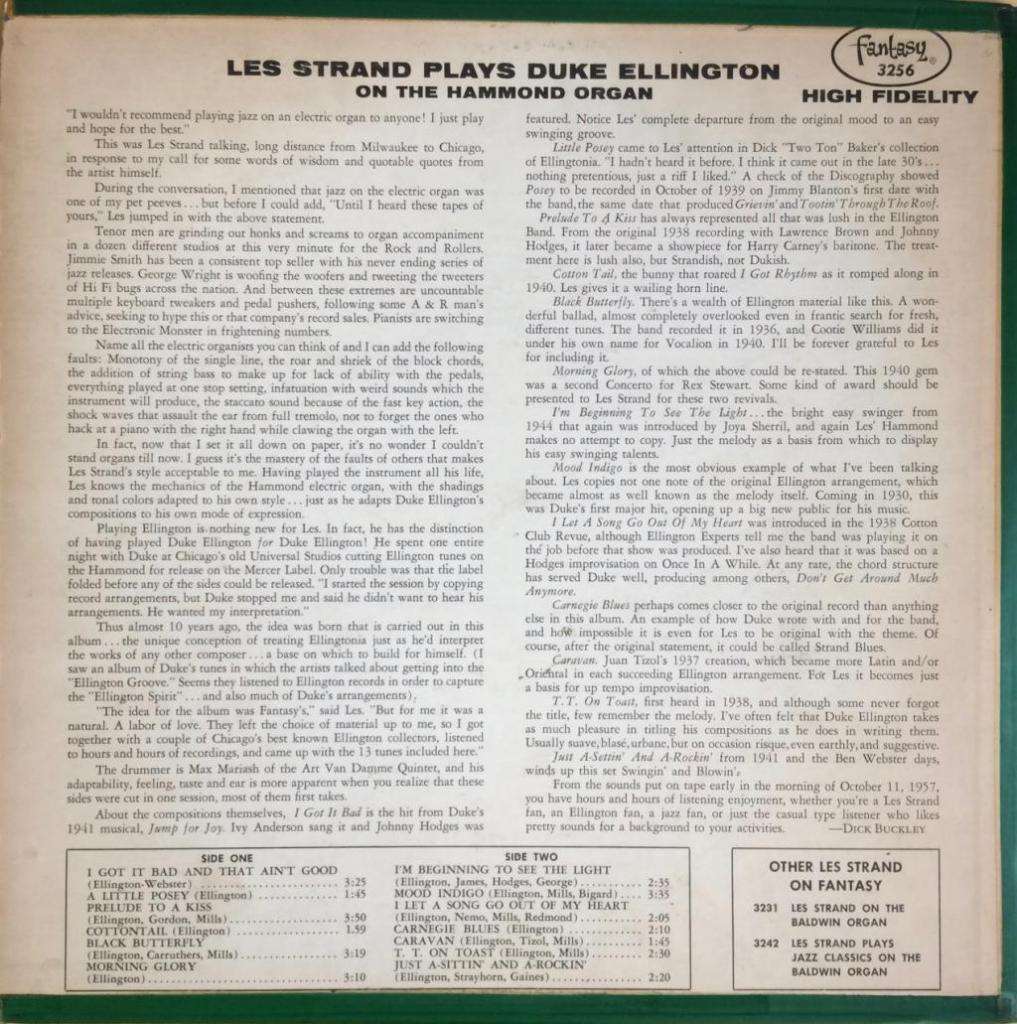 fantasy®
3256
LES STRAND PLAYS DUKE ELLINGTON
ON THE HAMMOND ORGAN
HIGH FIDELITY
"I wouldn't recommend playing jazz on an electric organ to anyone! I just play
and hope for the best."
This was Les Strand talking, long distance from Milwaukee to Chicago,
in response to my call for some words of wisdom and quotable quotes from
the artist himself.
During the conversation, I mentioned that jazz on the electric organ was
one of my pet peeves... but before I could add, "Until I heard these tapes of
yours," Les jumped in with the above statement.
Tenor men are grinding out honks and screams to organ accompaniment
in a dozen different studios at this very minute for the Rock and Rollers.
Jimmie Smith has been a consistent top seller with his never ending series of
jazz releases. George Wright is woofing the woofers and tweeting the tweeters
of Hi Fi bugs across the nation. And between these extremes are uncountable
multiple keyboard tweakers and pedal pushers, following some A & R man's
advice, seeking to hype this or that company's record sales. Pianists are switching
to the Electronic Monster in frightening numbers.
Name all the electric organists you can think of and I can add the following
faults: Monotony of the single line, the roar and shriek of the block chords,
the addition of string bass to make up for lack of ability with the pedals,
everything played at one stop setting, infatuation with weird sounds which the
instrument will produce, the staccato sound because of the fast key action, the
shock waves that assault the ear from full tremolo, not to forget the ones who
hack at a piano with the right hand while clawing the organ with the left.
In fact, now that I set it all down on paper, it's no wonder I couldn't
stand organs till now. I guess it's the mastery of the faults of others that makes
Les Strand's style acceptable to me. Having played the instrument all his life,
Les knows the mechanics of the Hammond electric organ, with the shadings
and tonal colors adapted to his own style... just as he adapts Duke Ellington's
compositions to his own mode of expression.
Playing Ellington is nothing new for Les. In fact, he has the distinction
of having played Duke Ellington for Duke Ellington! He spent one entire
night with Duke at Chicago's old Universal Studios cutting Ellington tunes on
the Hammond for release on the Mercer Label. Only trouble was that the label
folded before any of the sides could be released. "I started the session by copying
record arrangements, but Duke stopped me and said he didn't want to hear his
arrangements. He wanted my interpretation."
Thus almost 10 years ago, the idea was born that is carried out in this
album... the unique conception of treating Ellingtonia just as he'd interpret
the works of any other composer... a base on which to build for himself. (I
saw an album of Duke's tunes in which the artists talked about getting into the
"Ellington Groove." Seems they listened to Ellington records in order to capture
the "Ellington Spirit"... and also much of Duke's arrangements).
"The idea for the album was Fantasy's," said Les. "But for me it was a
natural. A labor of love. They left the choice of material up to me, so I got
together with a couple of Chicago's best known Ellington collectors, listened
to hours and hours of recordings, and came up with the 13 tunes included here."
The drummer is Max Mariash of the Art Van Damme Quintet, and his
adaptability, feeling, taste and ear is more apparent when you realize that these
sides were cut in one session, most of them first takes.
About the compositions themselves, I Got It Bad is the hit from Duke's
1941 musical, Jump for Joy. Ivy Anderson sang it and Johnny Hodges was
featured. Notice Les' complete departure from the original mood to an easy
swinging groove.
Little Posey came to Les' attention in Dick "Two Ton" Baker's collection
of Ellingtonia. "I hadn't heard it before. I think it came out in the late 30's...
nothing pretentious, just a riff I liked." A check of the Discography showed
Posey to be recorded in October of 1939 on Jimmy Blanton's first date with
the band, the same date that produced Grievin' and Tootin' Through The Roof.
Prelude To A Kiss has always represented all that was lush in the Ellington
Band. From the original 1938 recording with Lawrence Brown and Johnny
Hodges, it later became a showpiece for Harry Carney's baritone. The treat-
ment here is lush also, but Strandish, not Dukish.
Cotton Tail, the bunny that roared I Got Rhythm as it romped along in
1940. Les gives it a wailing horn line.
Black Butterfly. There's a wealth of Ellington material like this. A won-
derful ballad, almost completely overlooked even in frantic search for fresh,
different tunes. The band recorded it in 1936, and Cootie Williams did it
under his own name for Vocalion in 1940. I'll be forever grateful to Les
for including it.
Morning Glory, of which the above could be re-stated. This 1940 gem
was a second Concerto for Rex Stewart. Some kind of award should be
presented to Les Strand for these two revivals.
I'm Beginning To See The Light... the bright easy swinger from
1944 that again was introduced by Joya Sherril, and again Les' Hammond
makes no attempt to copy. Just the melody as a basis from which to display
his easy swinging talents.
Mood Indigo is the most obvious example of what I've been talking
about. Les copies not one note of the original Ellington arrangement, which
became almost as well known as the melody itself. Coming in 1930, this
was Duke's first major hit, opening up a big new public for his music.
I Let A Song Go Out Of My Heart was introduced in the 1938 Cotton
Club Revue, although Ellington Experts tell me the band was playing it on
the job before that show was produced. I've also heard that it was based on a
Hodges improvisation on Once In A While. At any rate, the chord structure
has served Duke well, producing among others, Don't Get Around Much
Anymore.
Carnegie Blues perhaps comes closer to the original record than anything
else in this album. An example of how Duke wrote with and for the band,
and how impossible it is even for Les to be original with the theme. Of
course, after the original statement, it could be called Strand Blues.
Caravan. Juan Tizol's 1937 creation, which became more Latin and/or
Oriental in each succeeding Ellington arrangement. For Les it becomes just
a basis for up tempo improvisation.
T.T. On Toast, first heard in 1938, and although some never forgot
the title, few remember the melody. I've often felt that Duke Ellington takes
as much pleasure in titling his compositions as he does in writing them.
Usually suave, blasé, urbane, but on occasion risque, even earthly, and suggestive.
Just A-Settin' And A-Rockin' from 1941 and the Ben Webster days,
winds up this set Swingin' and Blowin'.
From the sounds put on tape early in the morning of October 11, 1957,
you have hours and hours of listening enjoyment, whether you're a Les Strand
fan, an Ellington fan, a jazz fan, or just the casual type listener who likes
pretty sounds for a background to your activities. —DICK BUCKLEY
SIDE ONE
I GOT IT BAD AND THAT AIN'T GOOD
(Ellington-Webster) .......................... 3:25
A LITTLE POSEY (Ellington) ............... 1:45
PRELUDE TO A KISS
(Ellington, Gordon, Mills).................... 3:50
COTTONTAIL (Ellington) ................... 1.59
BLACK BUTTERFLY
(Ellington, Carruthers, Mills)................. 3:19
MORNING GLORY
(Ellington)................................... 3:10
SIDE TWO
I'M BEGINNING TO SEE THE LIGHT
(Ellington, James, Hodges, George)........... 2:35
MOOD INDIGO (Ellington, Mills, Bigard).... 3:35
I LET A SONG GO OUT OF MY HEART
(Ellington, Nemo, Mills, Redmond)........... 2:05
CARNEGIE BLUES (Ellington) .............. 2:10
CARAVAN (Ellington, Tizol, Mills).......... 1:45
T. T. ON TOAST (Ellington, Mills)......... 2:30
JUST A-SITTIN' AND A-ROCKIN'
(Ellington, Strayhorn, Gaines)................ 2:20
OTHER LES STRAND
ON FANTASY
3231 LES STRAND ON THE
BALDWIN ORGAN
3242 LES STRAND PLAYS
JAZZ CLASSICS ON THE
BALDWIN ORGAN